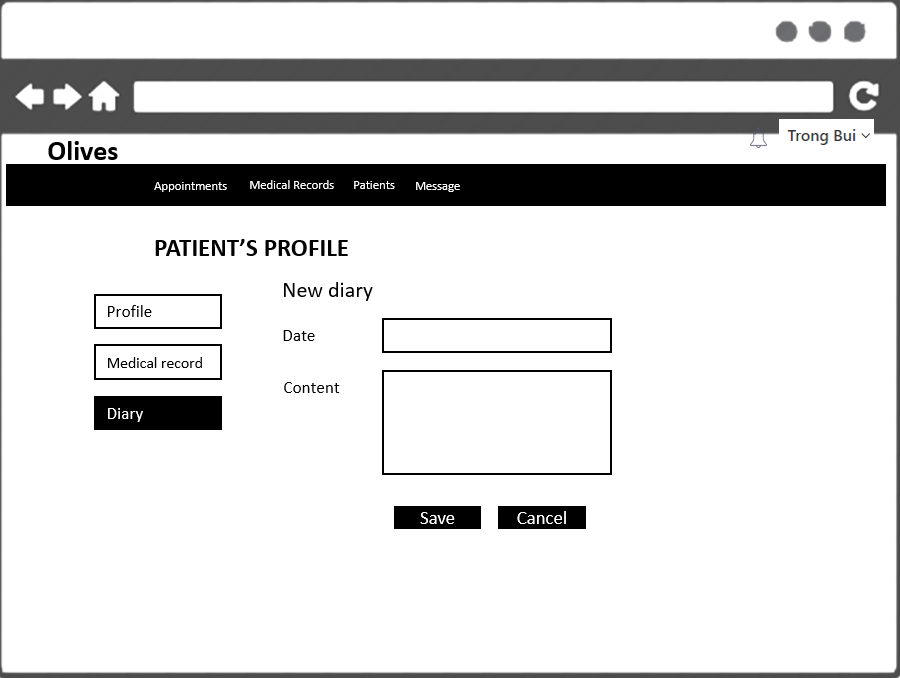 Trong Bui
Olives
Appointments Medical Records Patients Message
PATIENT’S PROFILE
New diary
Profile
Date
Medical record
Content
Diary
Save Cancel